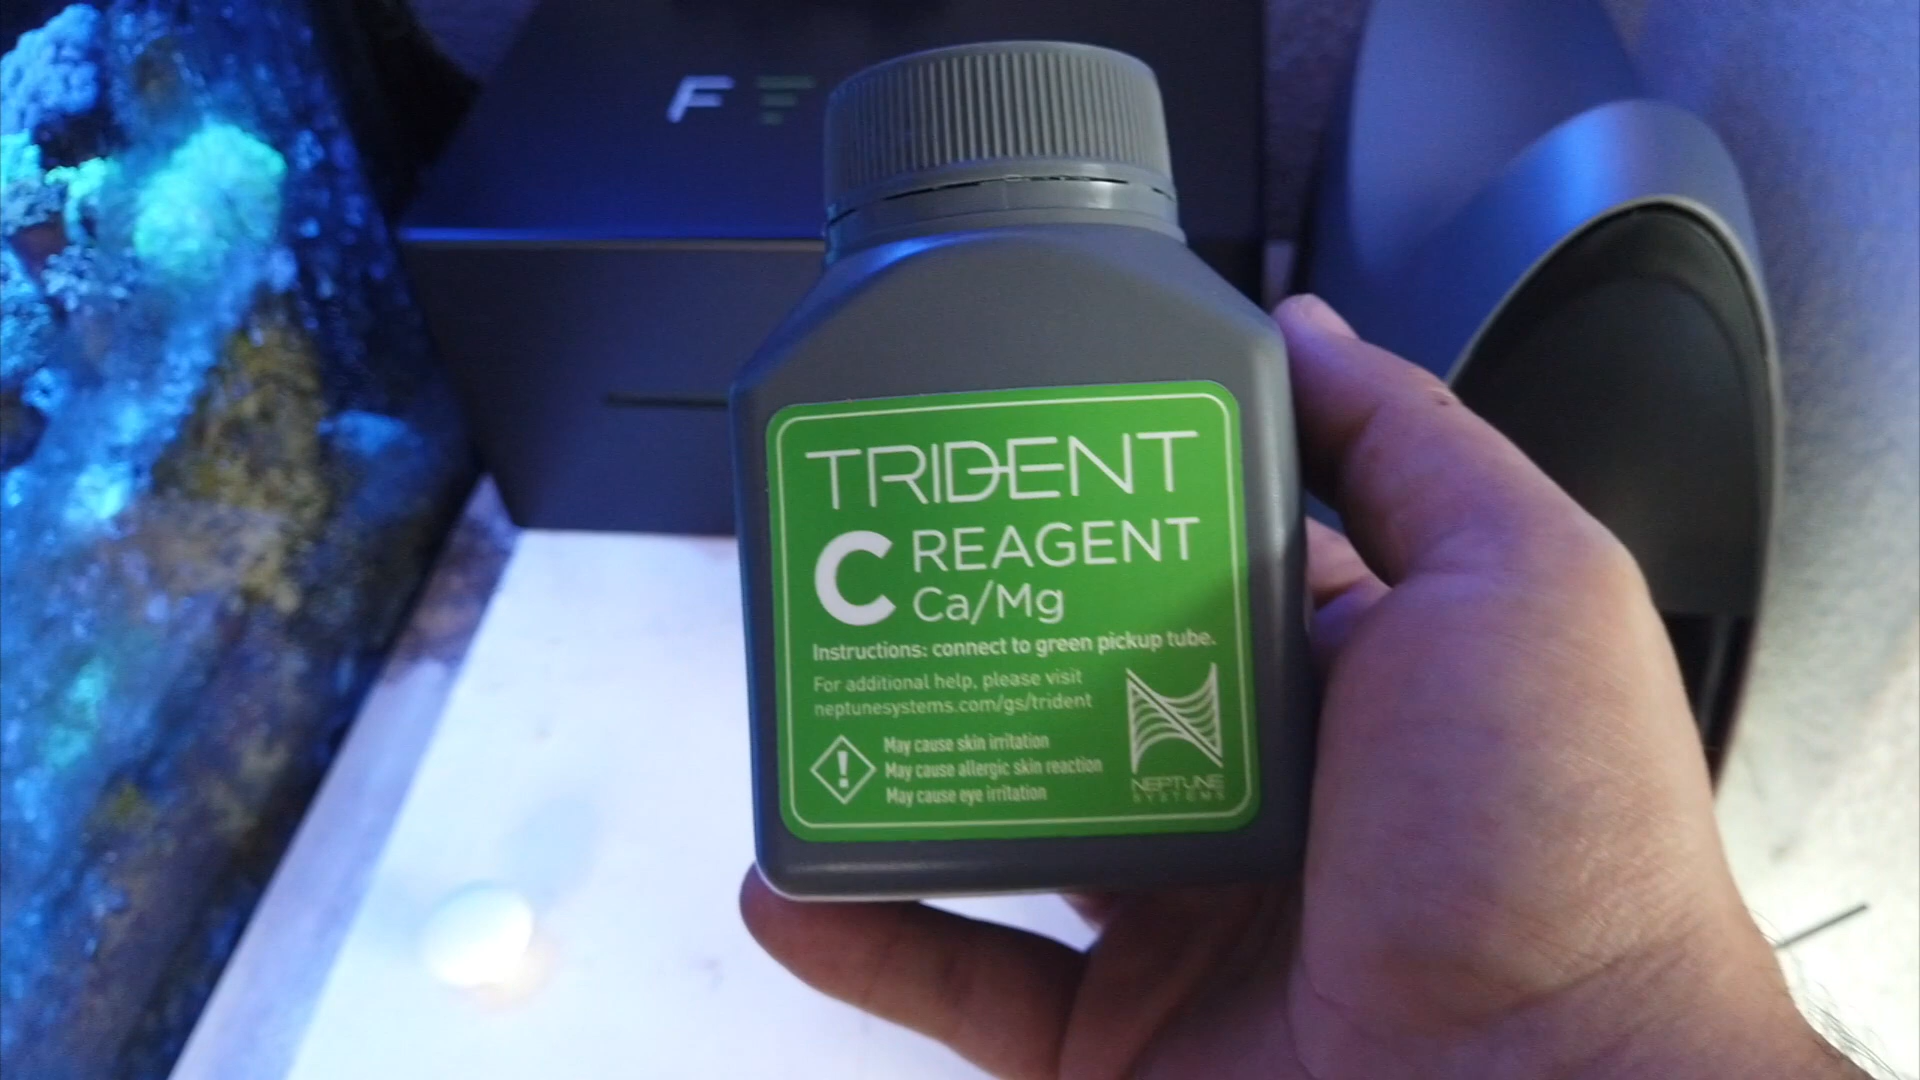 F
TRIDENT
C REAGENT
Ca/Mg
Instructions: connect to green pickup tube.
For additional help, please visit
neptunesystems.com/gs/trident
May cause skin irritation
May cause allergic skin reaction
May cause eye irritation
NEPTUNE
SYSTEMS